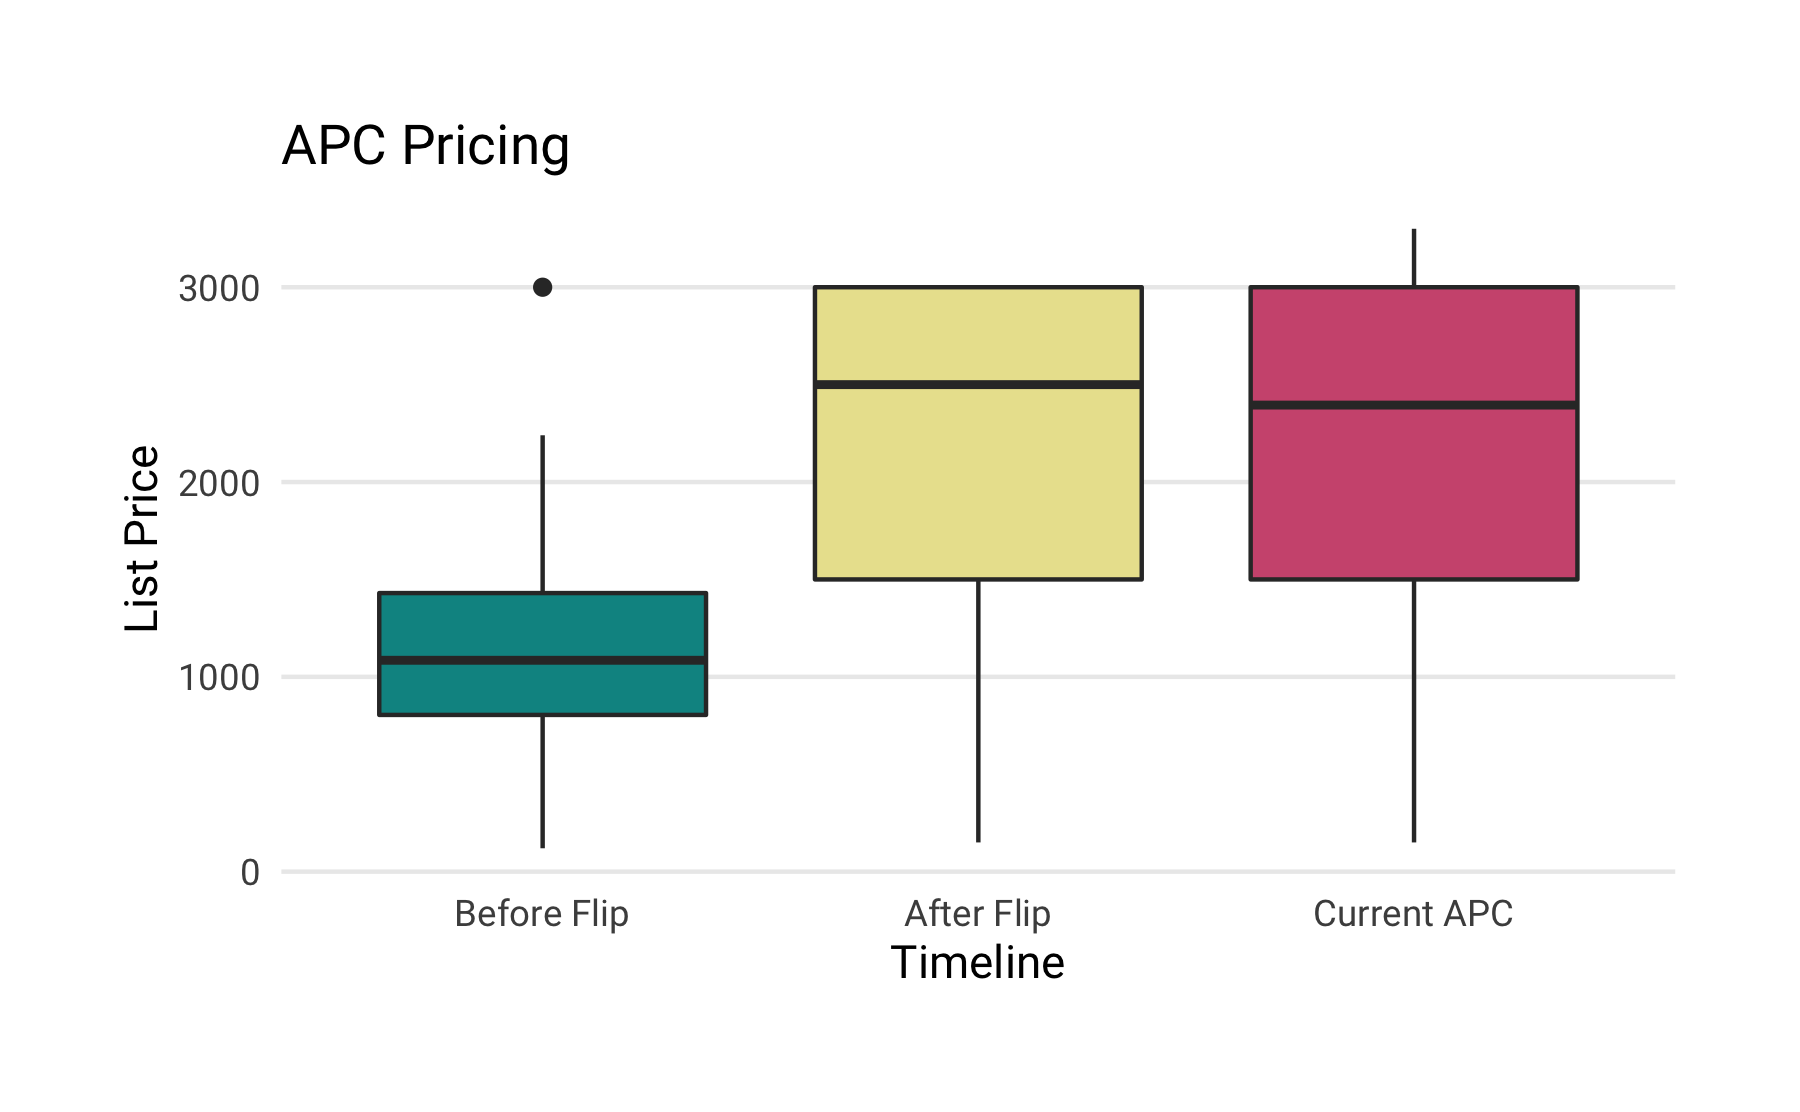 APC Pricing
List Price
3000
2000
1000
0
Before Flip
After Flip
Current APC
Timeline